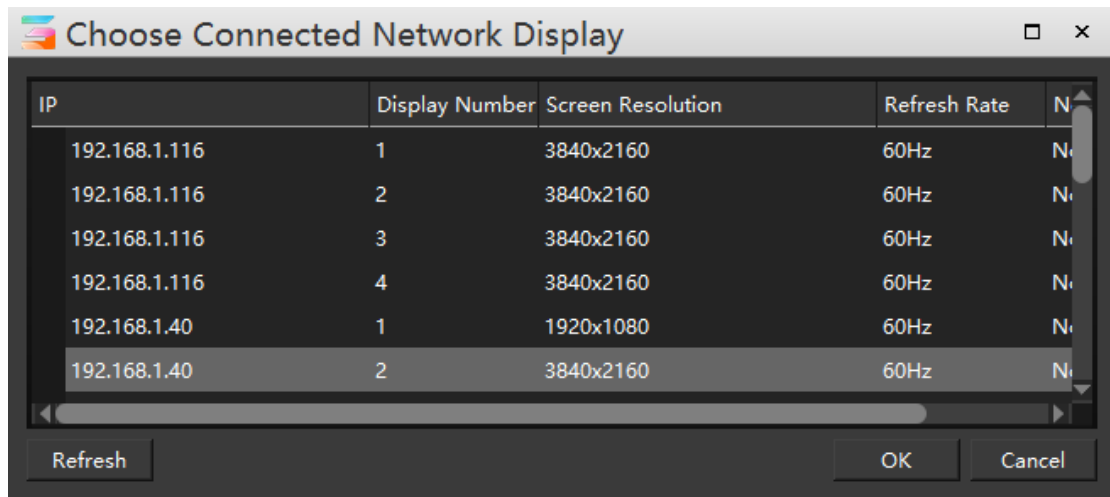 Choose Connected Network Display
IP Display Number Screen Resolution Refresh Rate
192.168.1.116 1 3840x2160 60Hz
192.168.1.116 2 3840x2160 60Hz
192.168.1.116 3 3840x2160 60Hz
192.168.1.116 4 3840x2160 60Hz
192.168.1.40 1 1920x1080 60Hz
192.168.1.40 2 3840x2160 60Hz
Refresh OK Cancel